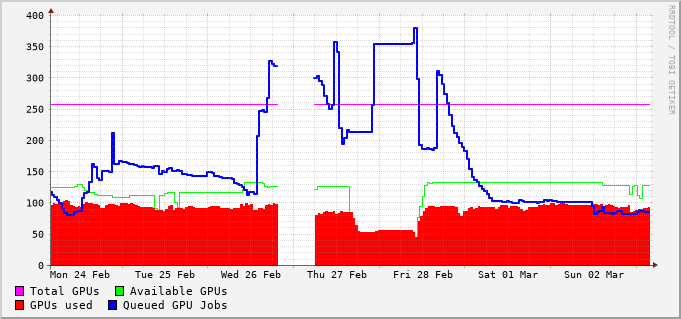 400
350
300
250
200
150
100
50
0
Mon 24 Feb Tue 25 Feb Wed 26 Feb Thu 27 Feb Fri 28 Feb Sat 01 Mar Sun 02 Mar
Total GPUs Available GPUs
GPUs used Queued GPU Jobs
RRDTOOL / TOBI OETIKER